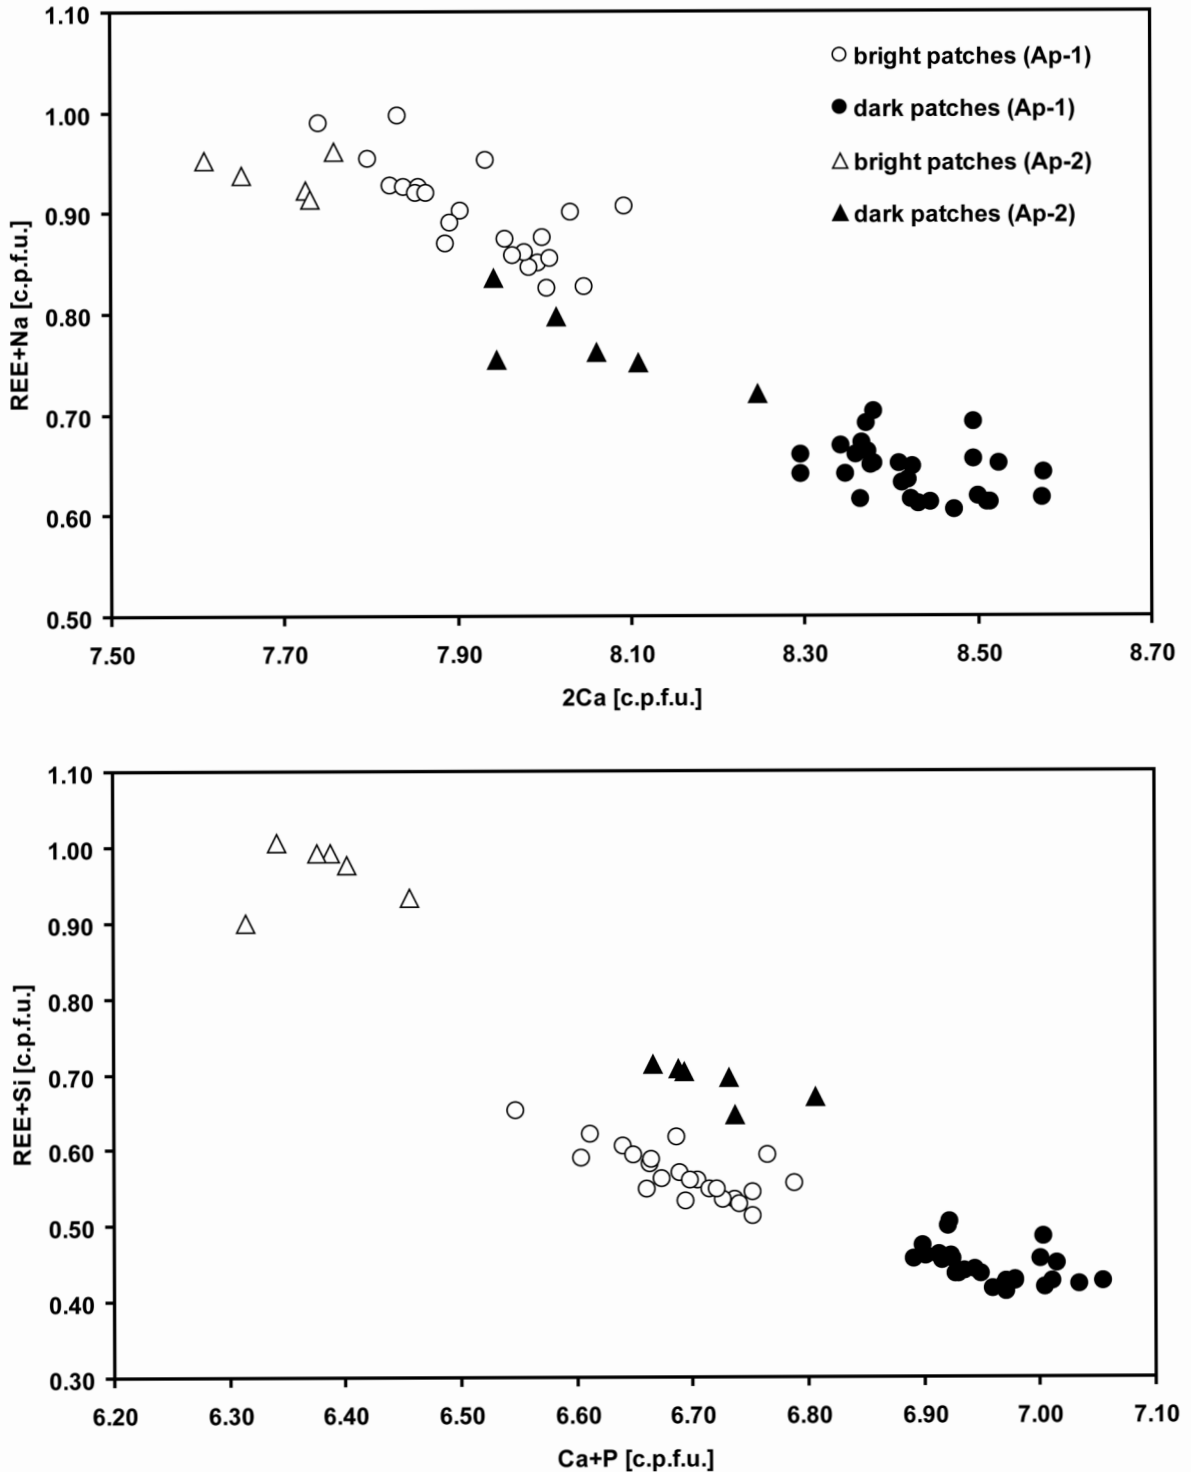 1.10
1.00
0.90
0.80
0.70
0.60
0.50
REE+Na [c.p.f.u.]
bright patches (Ap-1)
dark patches (Ap-1)
bright patches (Ap-2)
dark patches (Ap-2)
7.50 7.70 7.90 8.10 8.30 8.50 8.70
2Ca [c.p.f.u.]
1.10
1.00
0.90
0.80
0.70
0.60
0.50
0.40
0.30
REE+Si [c.p.f.u.]
6.20 6.30 6.40 6.50 6.60 6.70 6.80 6.90 7.00 7.10
Ca+P [c.p.f.u.]